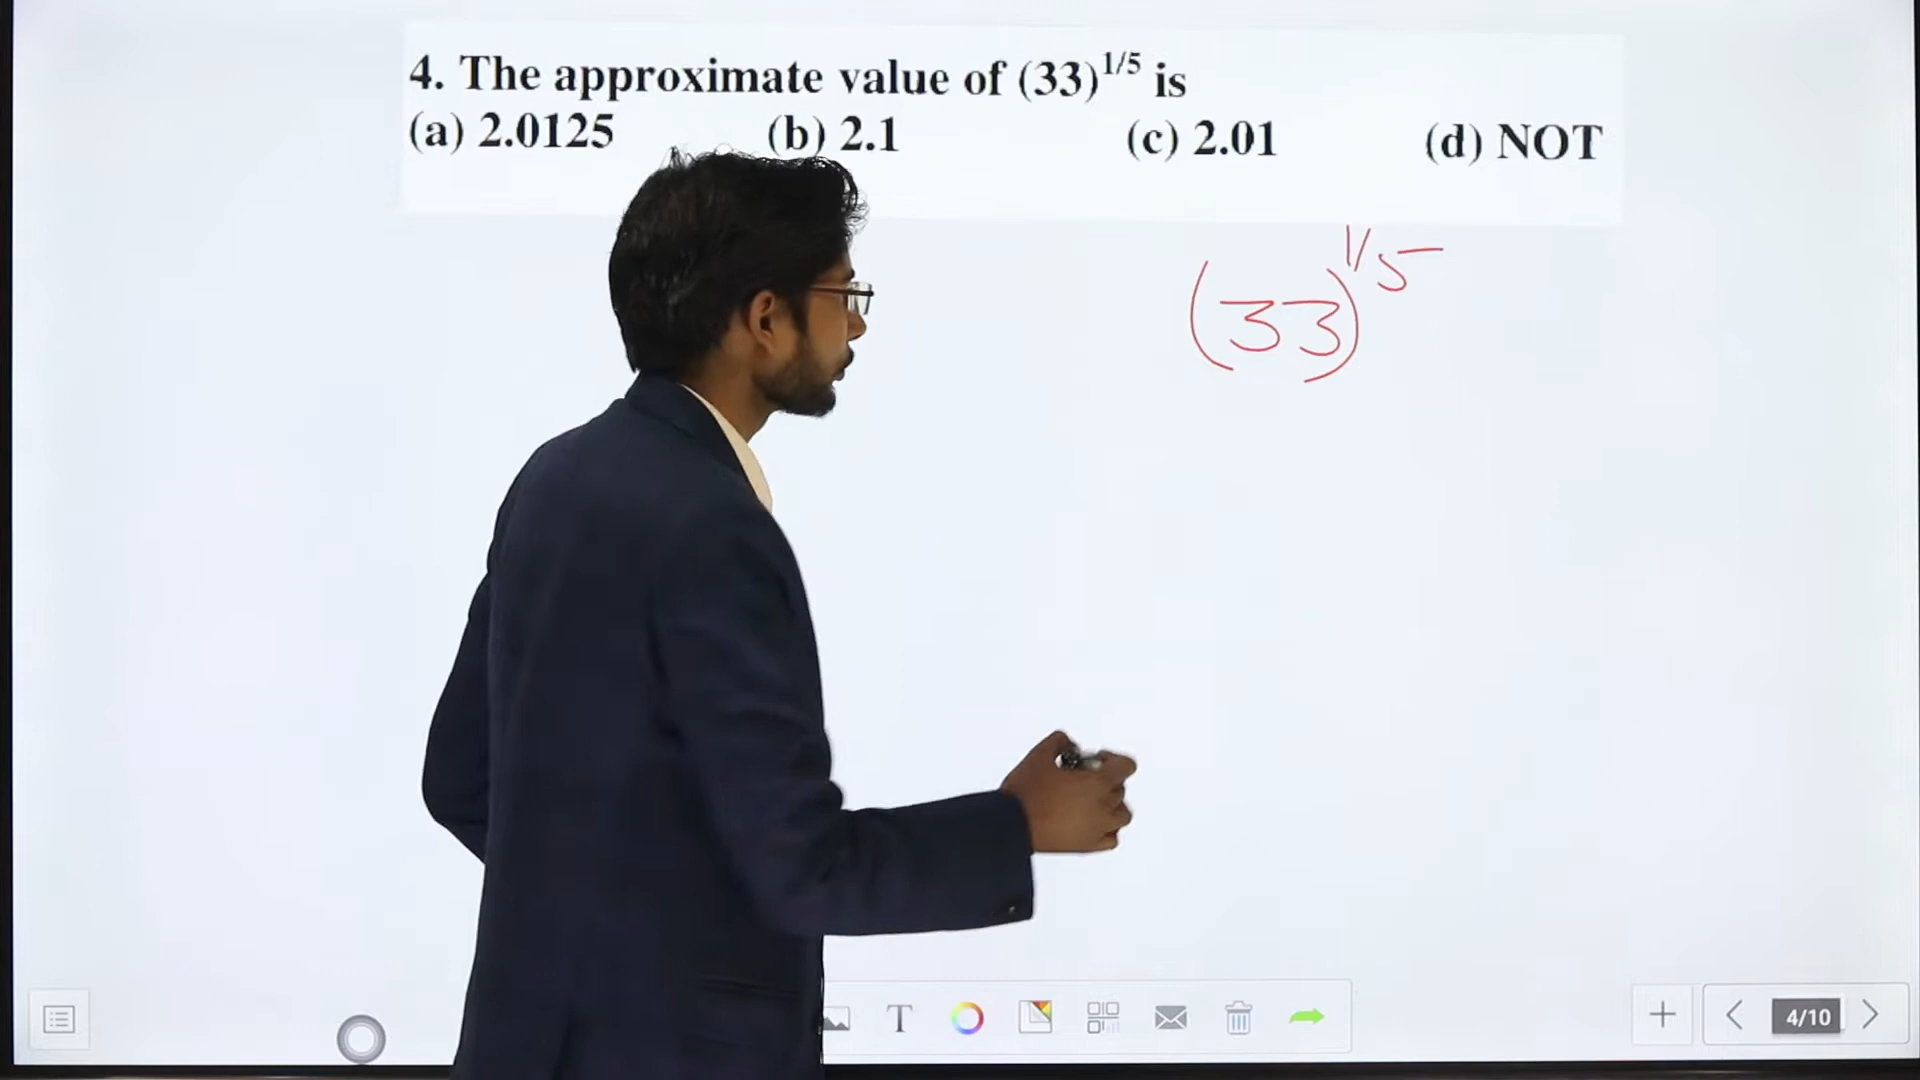 4. The approximate value of (33)^1/5 is
(a) 2.0125 (b) 2.1 (c) 2.01 (d) NOT
(33)^1/5
T
4/10